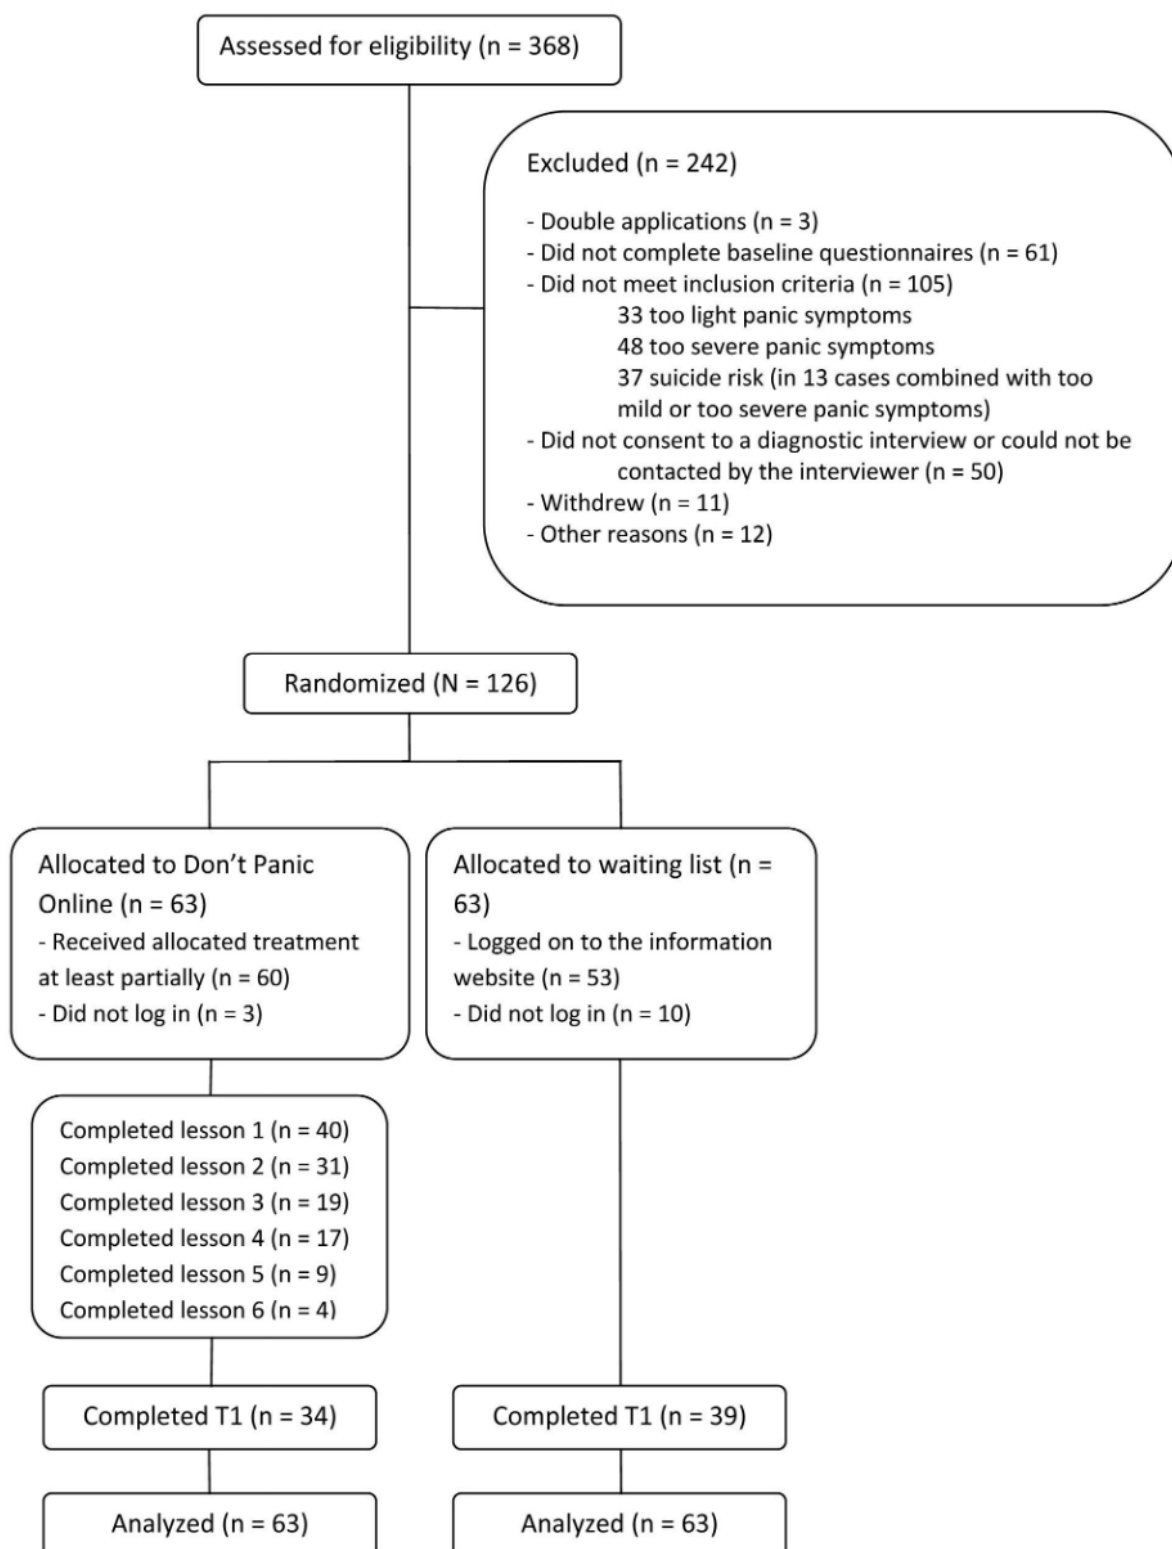 Assessed for eligibility (n = 368)
Excluded (n = 242)
- Double applications (n = 3)
- Did not complete baseline questionnaires (n = 61)
- Did not meet inclusion criteria (n = 105)
33 too light panic symptoms
48 too severe panic symptoms
37 suicide risk (in 13 cases combined with too
mild or too severe panic symptoms)
- Did not consent to a diagnostic interview or could not be
contacted by the interviewer (n = 50)
- Withdrew (n = 11)
- Other reasons (n = 12)
Randomized (N = 126)
Allocated to Don’t Panic
Online (n = 63)
- Received allocated treatment
at least partially (n = 60)
- Did not log in (n = 3)
Allocated to waiting list (n =
63)
- Logged on to the information
website (n = 53)
- Did not log in (n = 10)
Completed lesson 1 (n = 40)
Completed lesson 2 (n = 31)
Completed lesson 3 (n = 19)
Completed lesson 4 (n = 17)
Completed lesson 5 (n = 9)
Completed lesson 6 (n = 4)
Completed T1 (n = 34)
Completed T1 (n = 39)
Analyzed (n = 63)
Analyzed (n = 63)